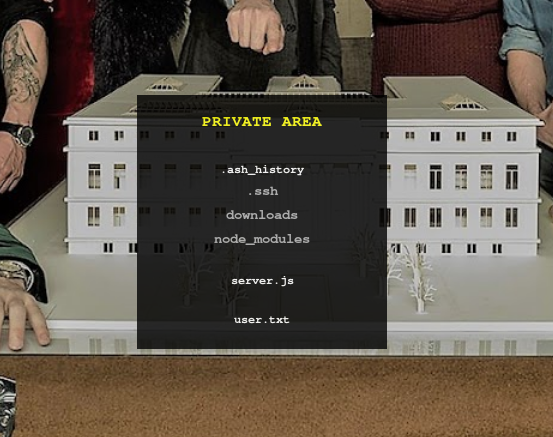 PRIVATE AREA
.ash_history
.ssh
downloads
node_modules
server.js
user.txt